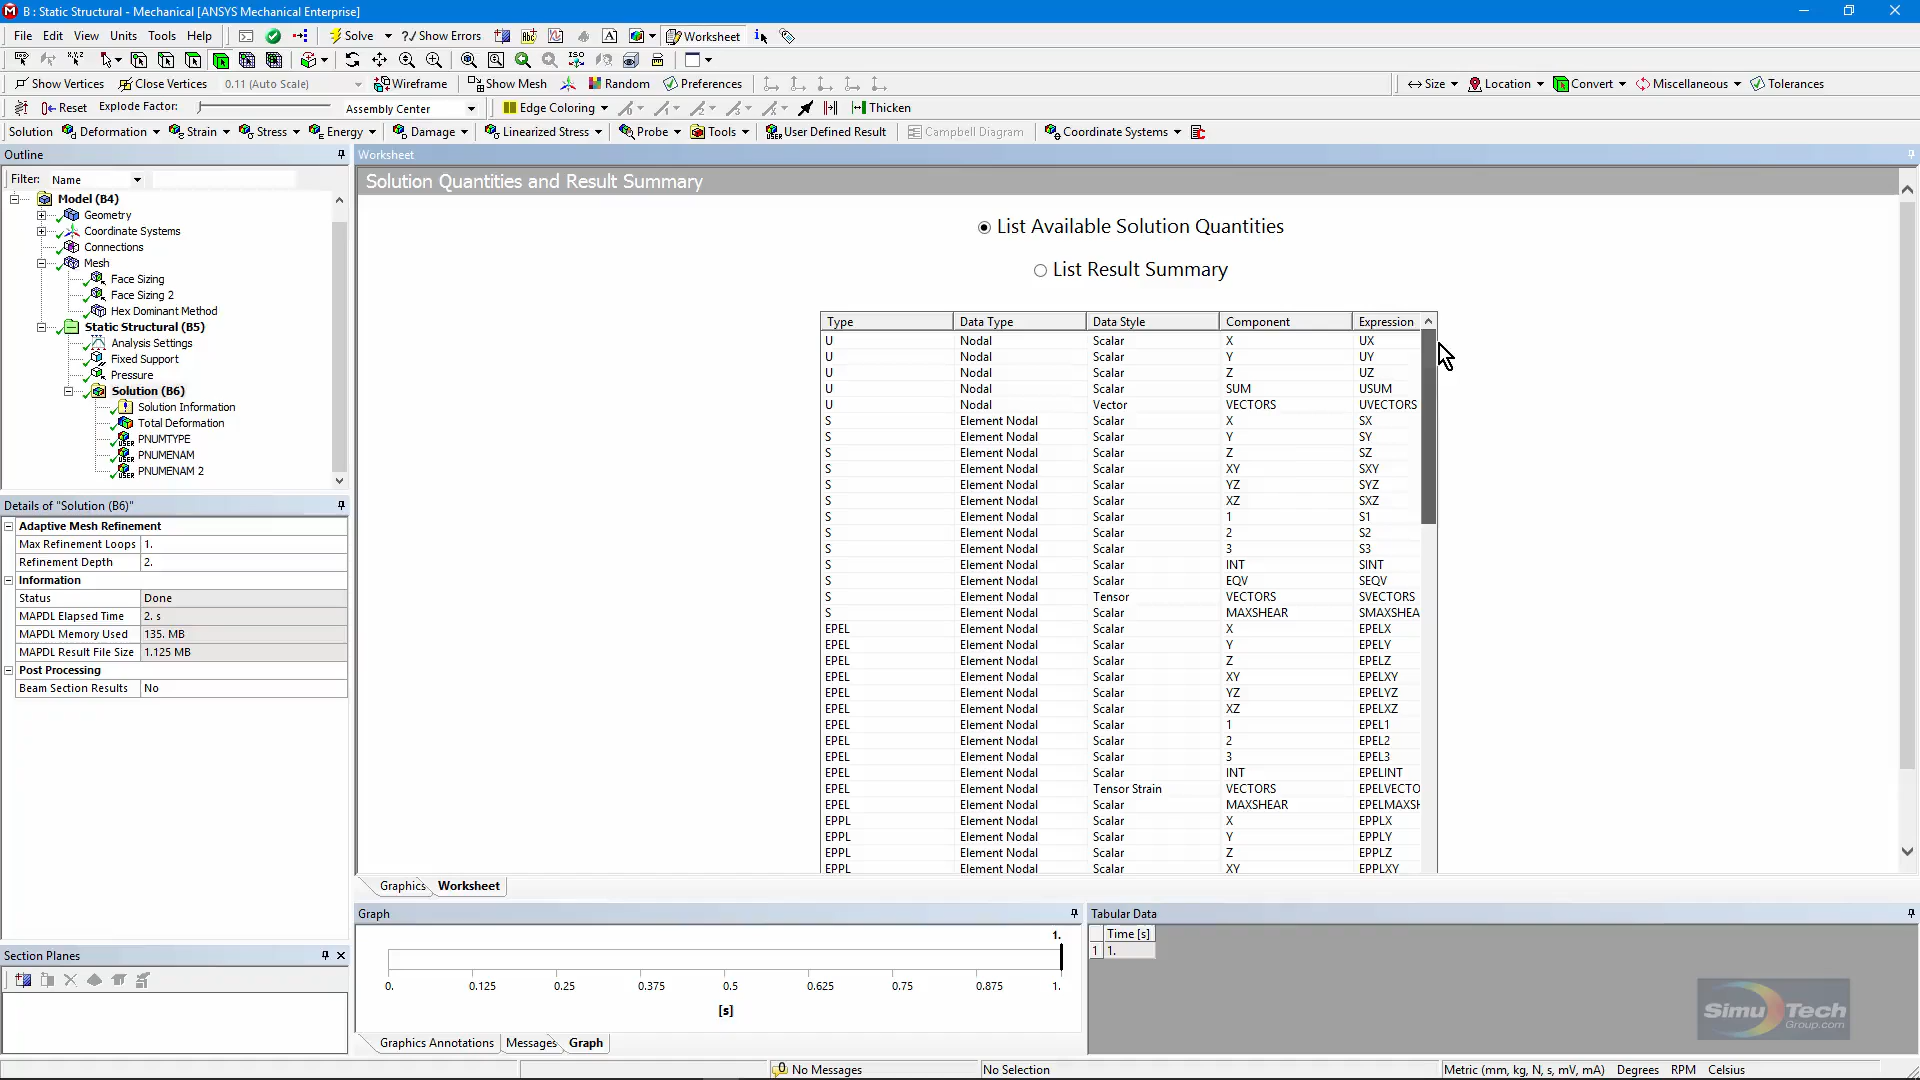 B : Static Structural - Mechanical [ANSYS Mechanical Enterprise]
File Edit View Units Tools Help Solve ?/ Show Errors Worksheet
Show Vertices Close Vertices 0.11 (Auto Scale) Wireframe Show Mesh Random Preferences Size Location Convert Miscellaneous Tolerances
Reset Explode Factor: Assembly Center Edge Coloring Thicken
Solution Deformation Strain Stress Energy Damage Linearized Stress Probe Tools User Defined Result Campbell Diagram Coordinate Systems
Outline
Filter: Name
Model (B4)
Geometry
Coordinate Systems
Connections
Mesh
Face Sizing
Face Sizing 2
Hex Dominant Method
Static Structural (B5)
Analysis Settings
Fixed Support
Pressure
Solution (B6)
Solution Information
Total Deformation
PNUMTYPE
PNUMENAM
PNUMENAM 2
Details of "Solution (B6)"
Adaptive Mesh Refinement
Max Refinement Loops 1.
Refinement Depth 2.
Information
Status Done
MAPDL Elapsed Time 2. s
MAPDL Memory Used 135. MB
MAPDL Result File Size 1.125 MB
Post Processing
Beam Section Results No
Section Planes
Worksheet
Solution Quantities and Result Summary
List Available Solution Quantities
List Result Summary
Type Data Type Data Style Component Expression
U Nodal Scalar X UX
U Nodal Scalar Y UY
U Nodal Scalar Z UZ
U Nodal Scalar SUM USUM
U Nodal Vector VECTORS UVECTORS
S Element Nodal Scalar X SX
S Element Nodal Scalar Y SY
S Element Nodal Scalar Z SZ
S Element Nodal Scalar XY SXY
S Element Nodal Scalar YZ SYZ
S Element Nodal Scalar XZ SXZ
S Element Nodal Scalar 1 S1
S Element Nodal Scalar 2 S2
S Element Nodal Scalar 3 S3
S Element Nodal Scalar INT SINT
S Element Nodal Scalar EQV SEQV
S Element Nodal Tensor VECTORS SVECTORS
S Element Nodal Scalar MAXSHEAR SMAXSHEA
EPEL Element Nodal Scalar X EPELX
EPEL Element Nodal Scalar Y EPELY
EPEL Element Nodal Scalar Z EPELZ
EPEL Element Nodal Scalar XY EPELXY
EPEL Element Nodal Scalar YZ EPELYZ
EPEL Element Nodal Scalar XZ EPELXZ
EPEL Element Nodal Scalar 1 EPEL1
EPEL Element Nodal Scalar 2 EPEL2
EPEL Element Nodal Scalar 3 EPEL3
EPEL Element Nodal Scalar INT EPELINT
EPEL Element Nodal Tensor Strain VECTORS EPELVECTO
EPEL Element Nodal Scalar MAXSHEAR EPELMAXSH
EPPL Element Nodal Scalar X EPPLX
EPPL Element Nodal Scalar Y EPPLY
EPPL Element Nodal Scalar Z EPPLZ
EPPL Element Nodal Scalar XY EPPLXY
Graphics Worksheet
Graph
1.
0. 0.125 0.25 0.375 0.5 0.625 0.75 0.875 1.
[s]
Graphics Annotations Messages Graph
Tabular Data
Time [s]
1 1.
SimuTech
Group.com
0 No Messages No Selection Metric (mm, kg, N, s, mV, mA) Degrees RPM Celsius